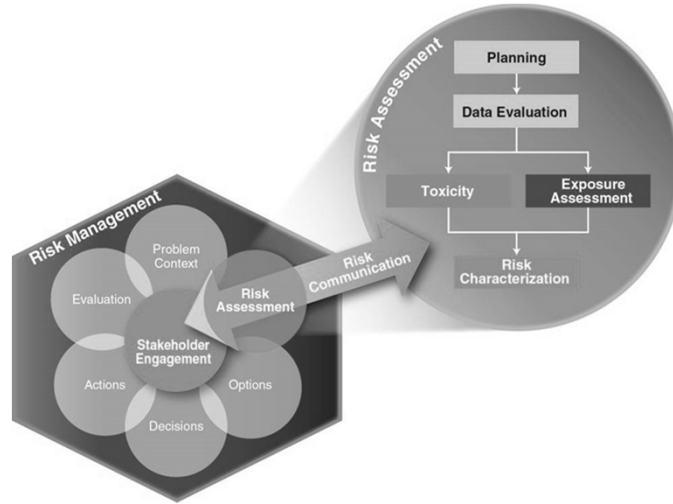 Risk Assessment
Planning
Data Evaluation
Toxicity
Exposure
Assessment
Risk
Characterization
Risk
Communication
Risk Management
Problem
Context
Risk
Assessment
Evaluation
Stakeholder
Engagement
Actions
Options
Decisions